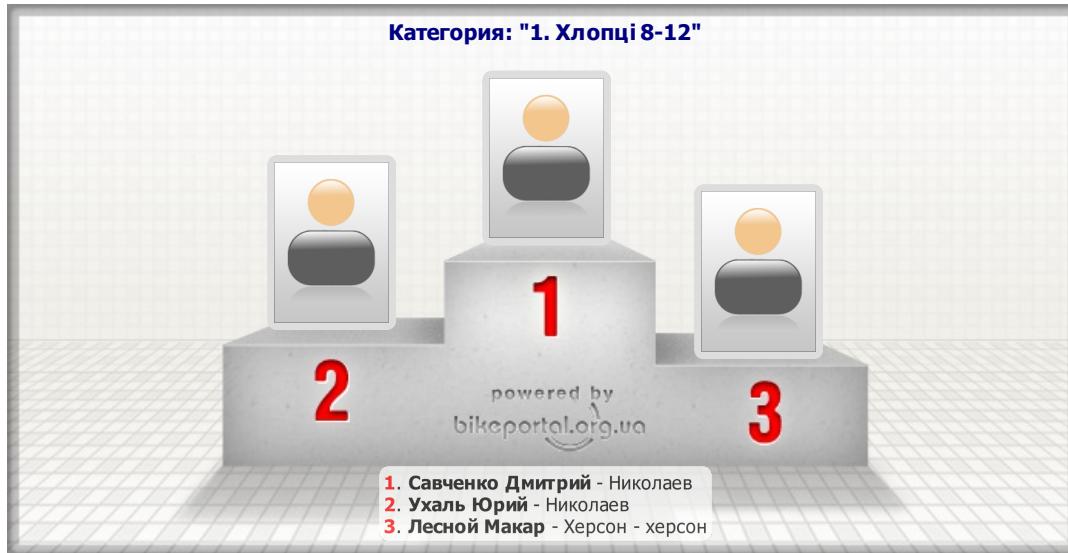 Категория: "1. Хлопці 8-12"
1
2
3
powered by
bikeportal.org.ua
1. Савченко Дмитрий - Николаев
2. Ухаль Юрий - Николаев
3. Лесной Макар - Херсон - херсон